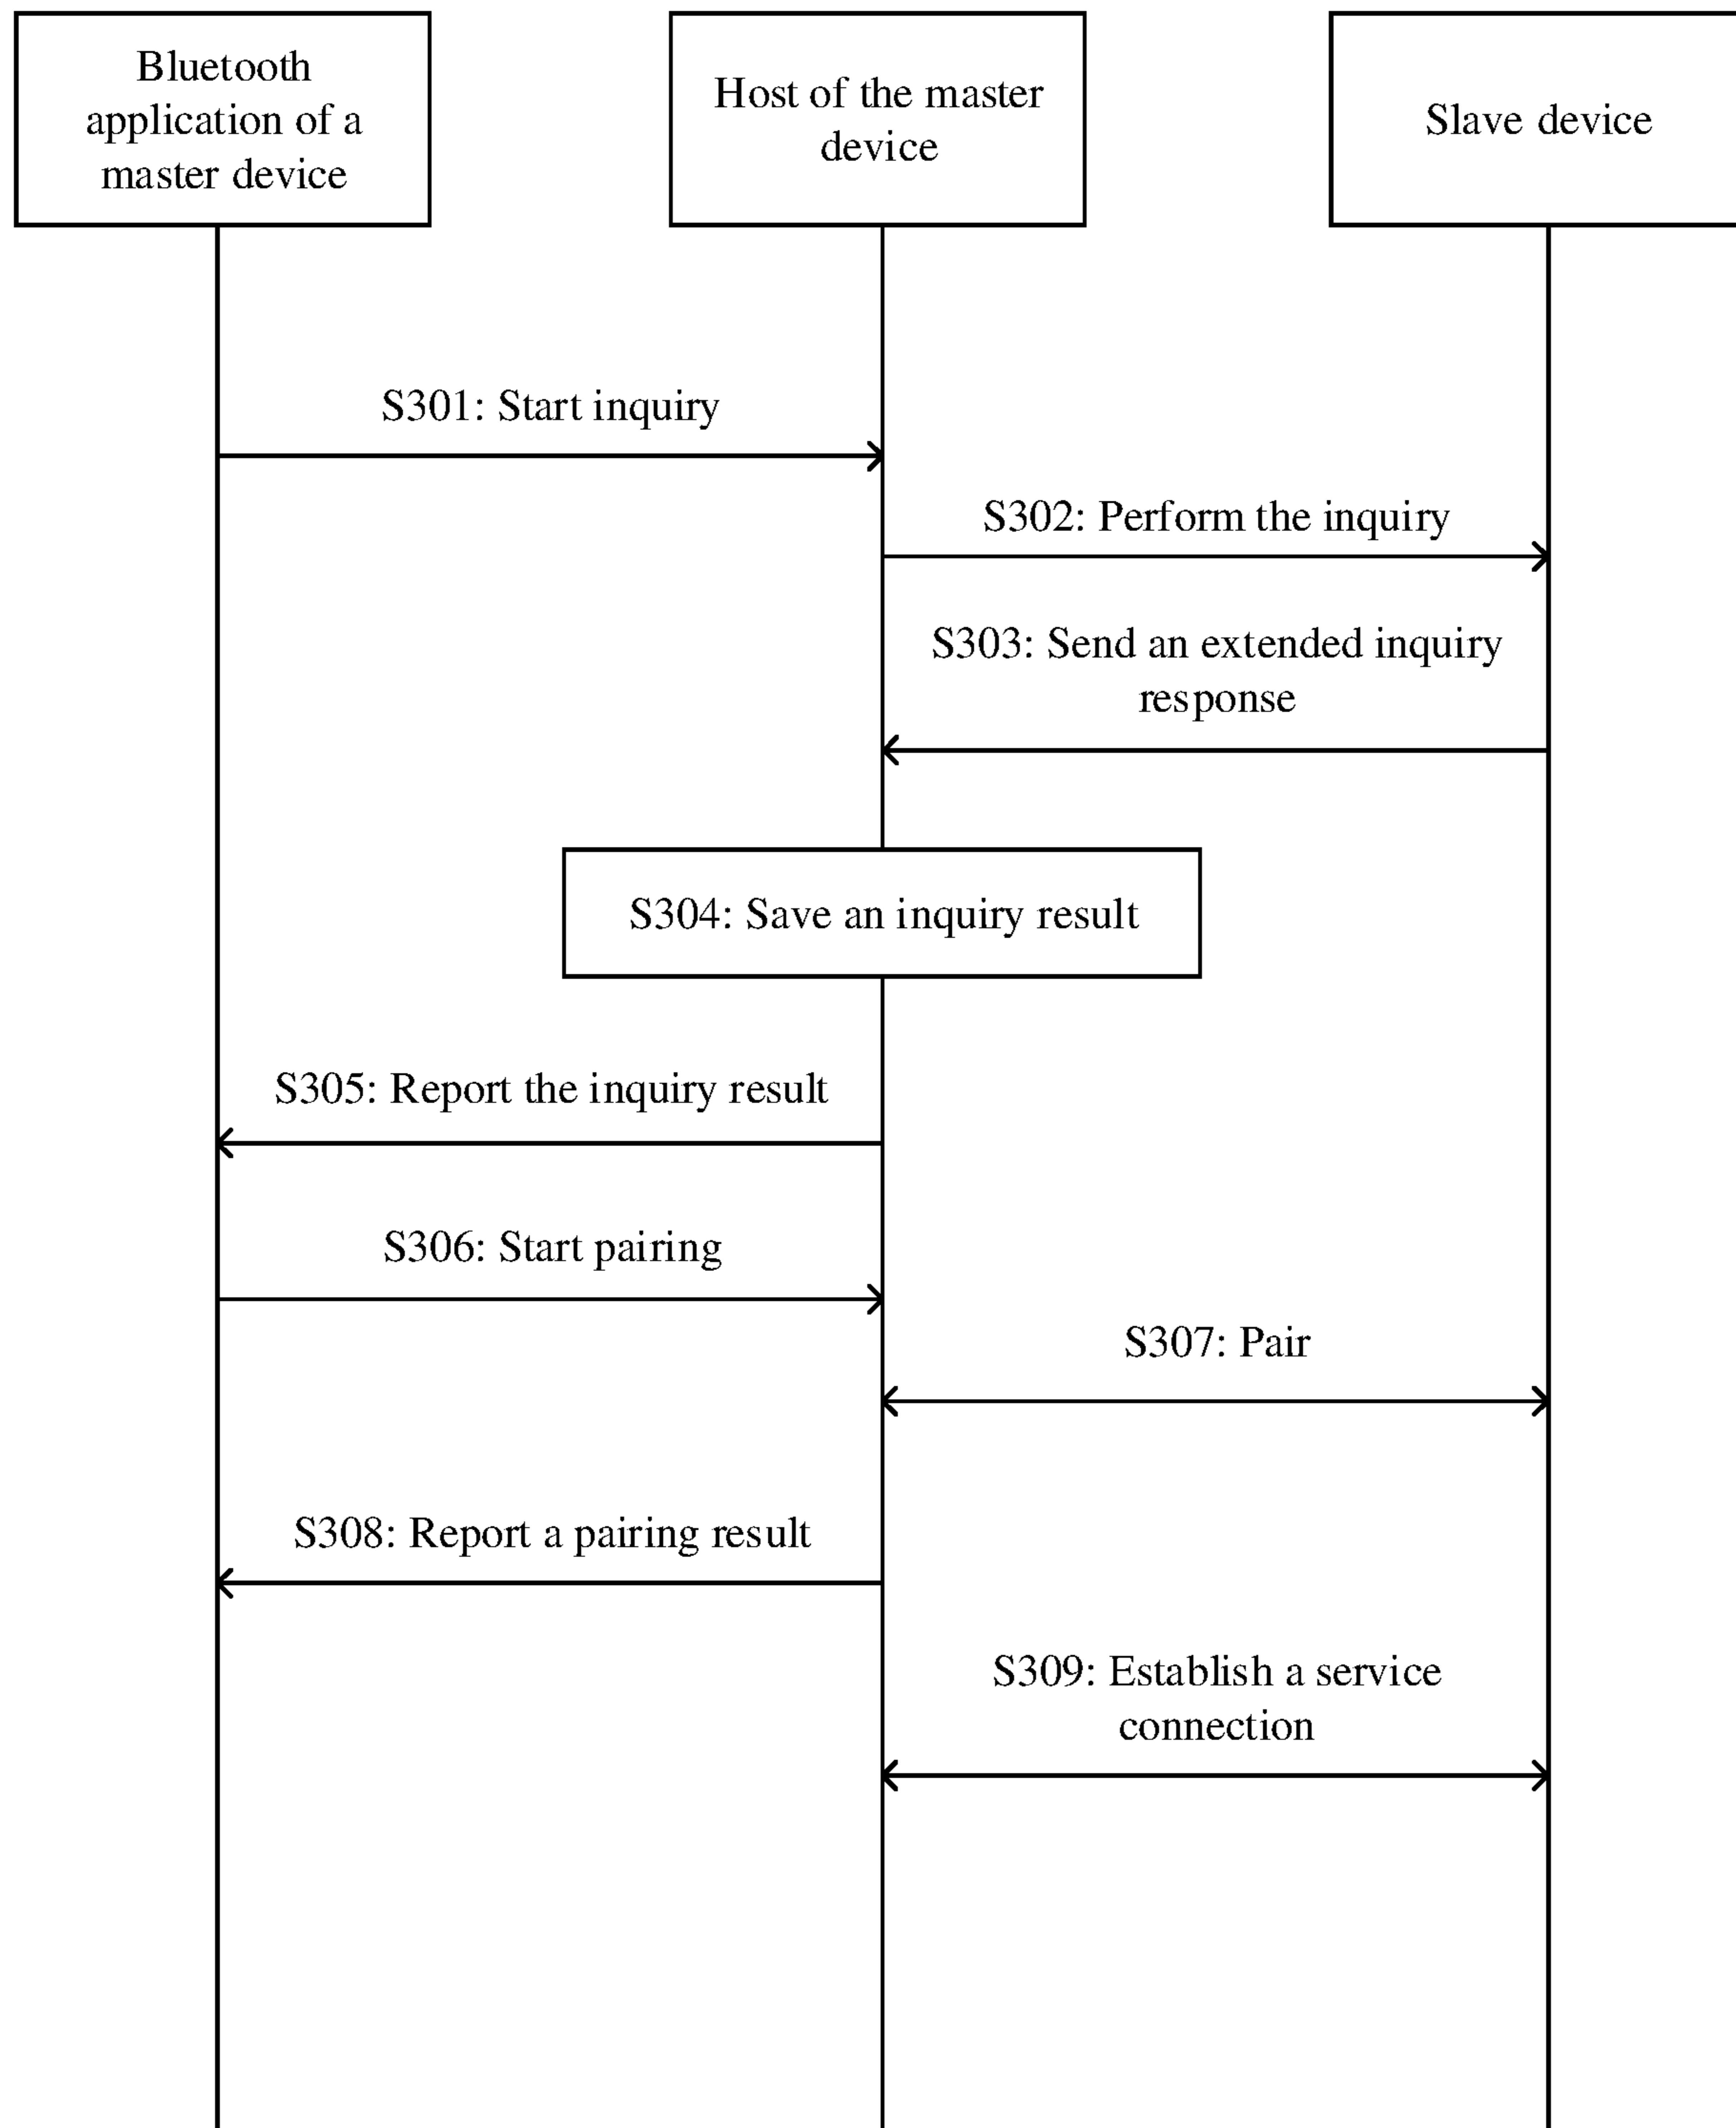 Bluetooth
application of a
master device
Host of the master
device
Slave device
S301: Start inquiry
S302: Perform the inquiry
S303: Send an extended inquiry
response
S304: Save an inquiry result
S305: Report the inquiry result
S306: Start pairing
S307: Pair
S308: Report a pairing result
S309: Establish a service
connection